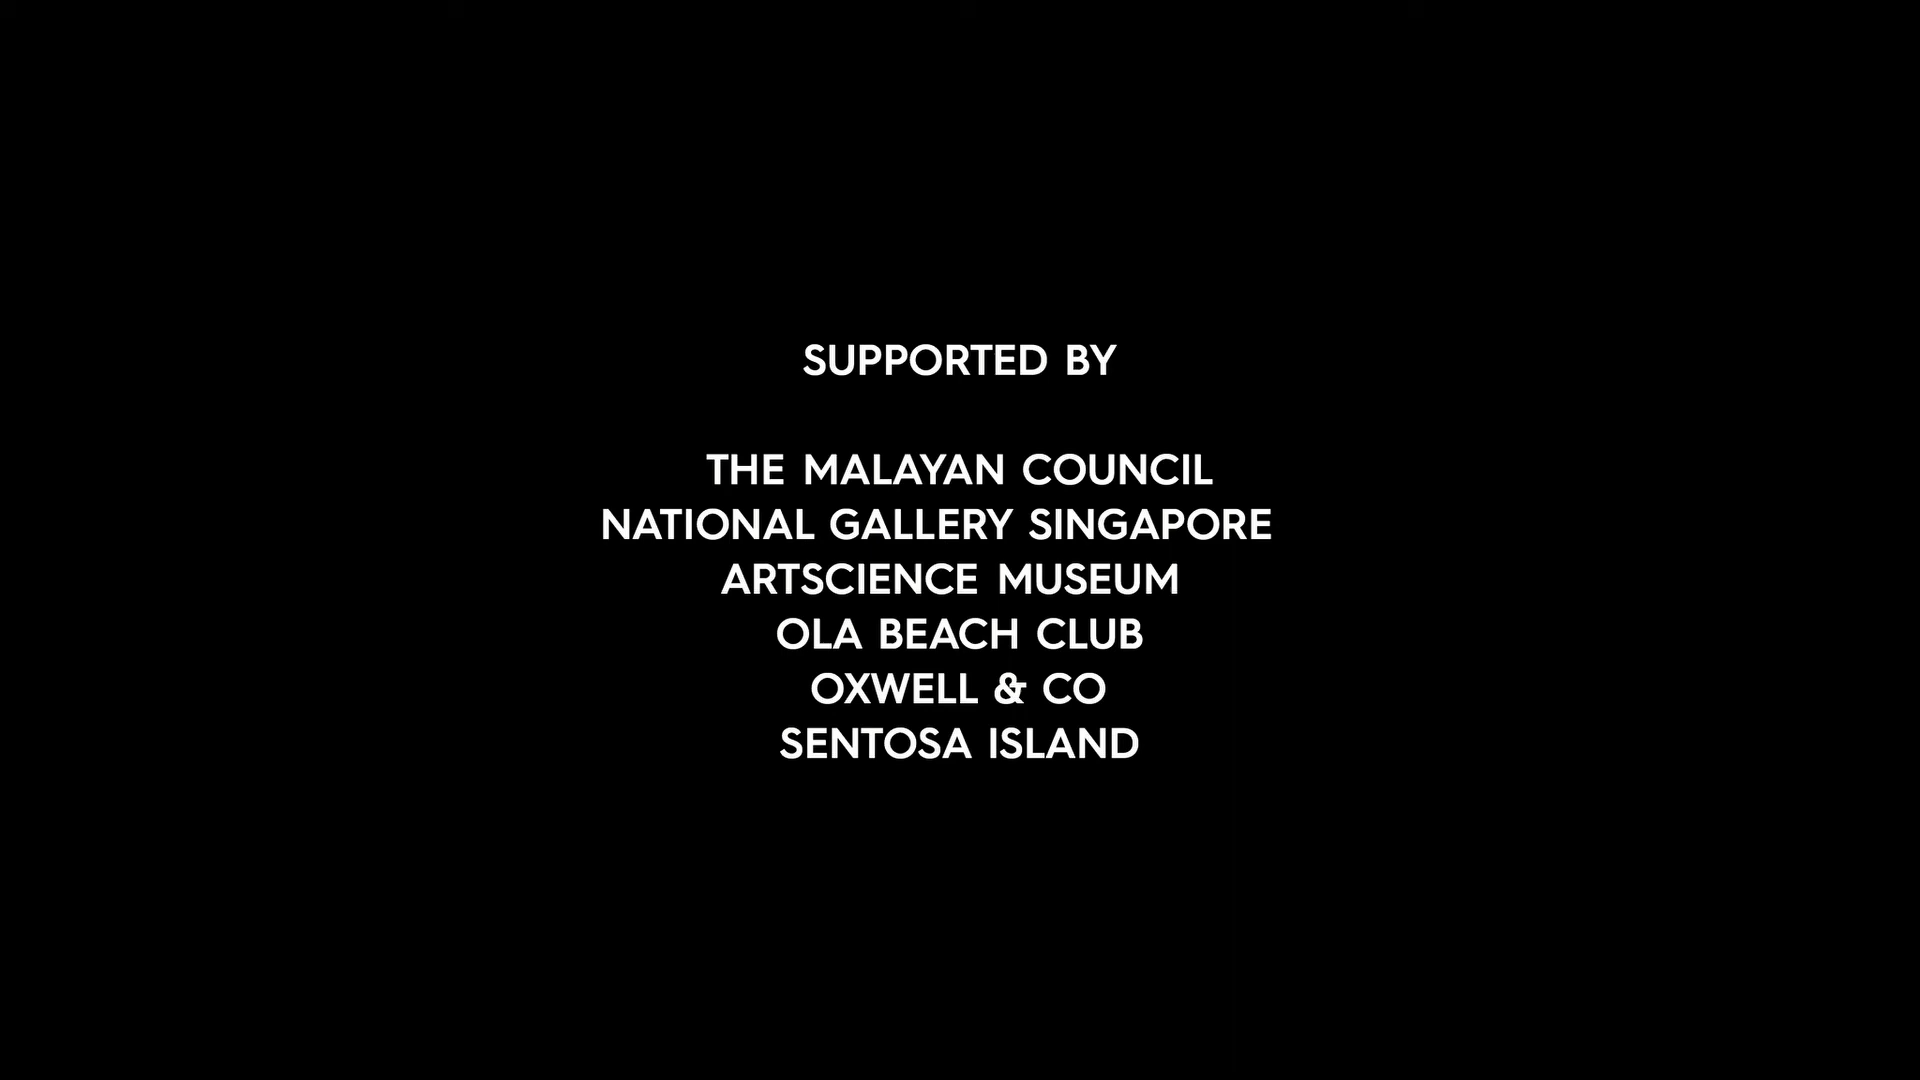 SUPPORTED BY
THE MALAYAN COUNCIL
NATIONAL GALLERY SINGAPORE
ARTSCIENCE MUSEUM
OLA BEACH CLUB
OXWELL & CO
SENTOSA ISLAND